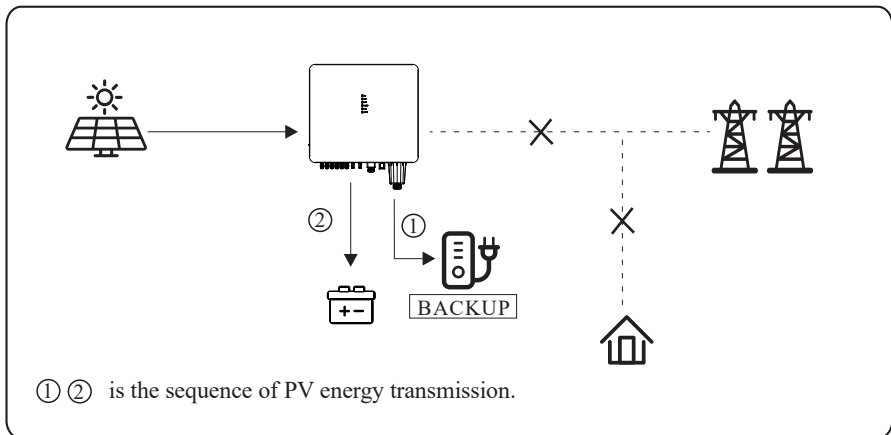 ②
①
BACKUP
① ② is the sequence of PV energy transmission.